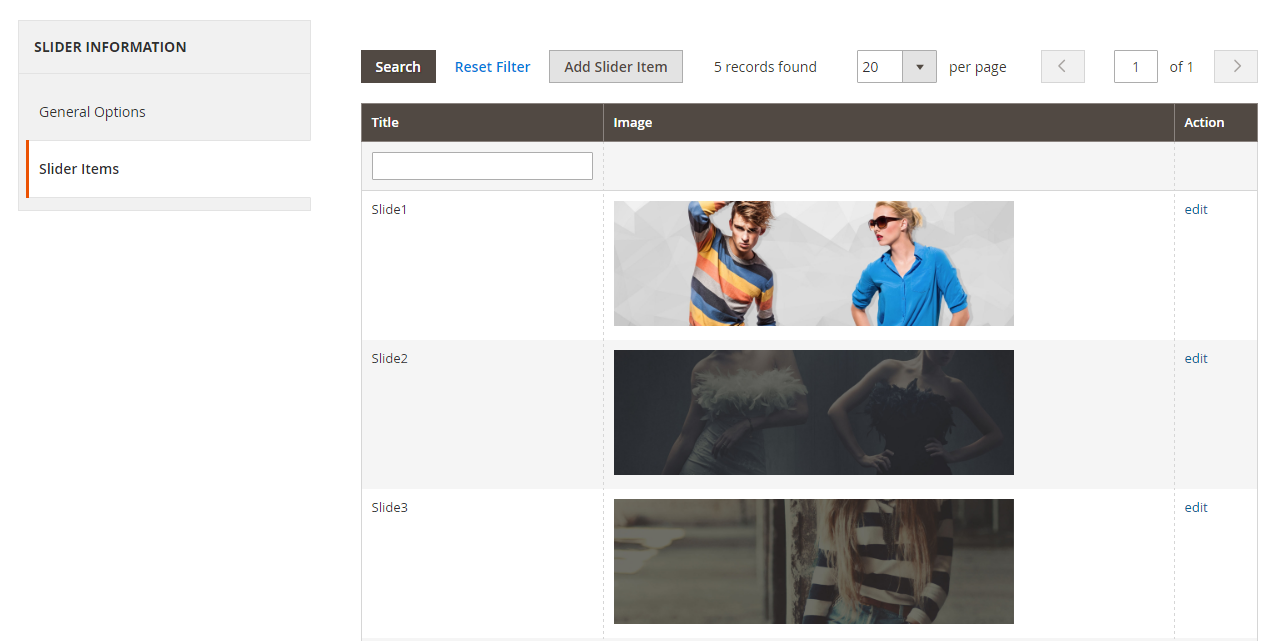 SLIDER INFORMATION
General Options
Slider Items
Search Reset Filter Add Slider Item 5 records found 20 per page 1 of 1
Title Image Action
Slide1 edit
Slide2 edit
Slide3 edit